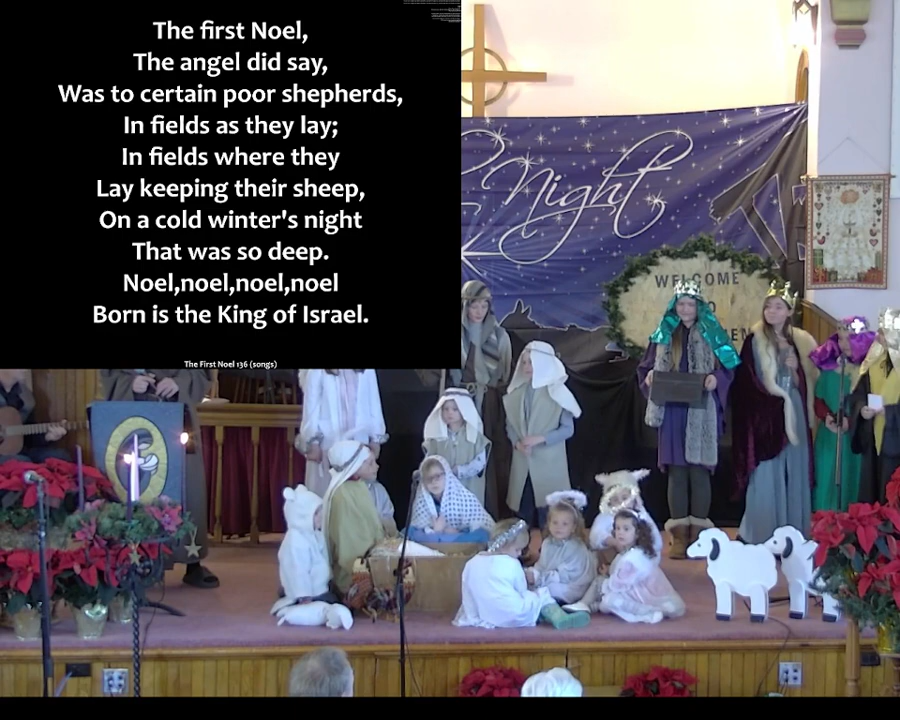 The first Noel,
The angel did say,
Was to certain poor shepherds,
In fields as they lay;
In fields where they
Lay keeping their sheep,
On a cold winter's night
That was so deep.
Noel,noel,noel,noel
Born is the King of Israel.
The First Noel 136 (songs)
Night
WELCOME